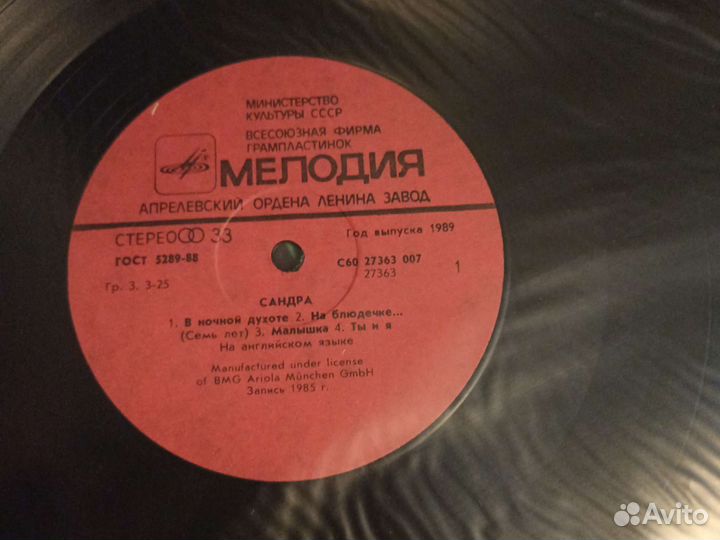 МИНИСТЕРСТВО
КУЛЬТУРЫ СССР
ВСЕСОЮЗНАЯ ФИРМА
ГРАМПЛАСТИНОК
МЕЛОДИЯ
АПРЕЛЕВСКИЙ ОРДЕНА ЛЕНИНА ЗАВОД
СТЕРЕО 33
Год выпуска 1989
ГОСТ 5289-88
С60 27363 007
27363
1
Гр. 3. 3-25
САНДРА
1. В ночной духоте 2. На блюдечке...
(Семь лет) 3. Малышка 4. Ты и я
На английском языке
Manufactured under license
of BMG Ariola München GmbH
Запись 1985 г.
Avito